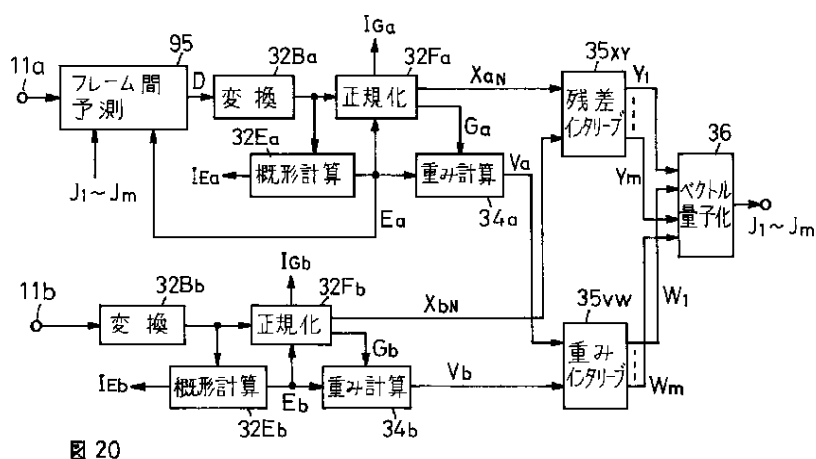 11a
95
フレーム間
予測
D
32Ba
変換
IGa
32Fa
正規化
XaN
35XY
残差
インタリーブ
Y1
Ym
Ga
32Ea
IEa
概形計算
重み計算
Va
34a
Ea
J1～Jm
36
ベクトル
量子化
J1～Jm
11b
32Bb
変換
IGb
32Fb
正規化
XbN
35VW
重み
インタリーブ
W1
Wm
Gb
IEb
概形計算
Eb
重み計算
Vb
32Eb
34b
図 20